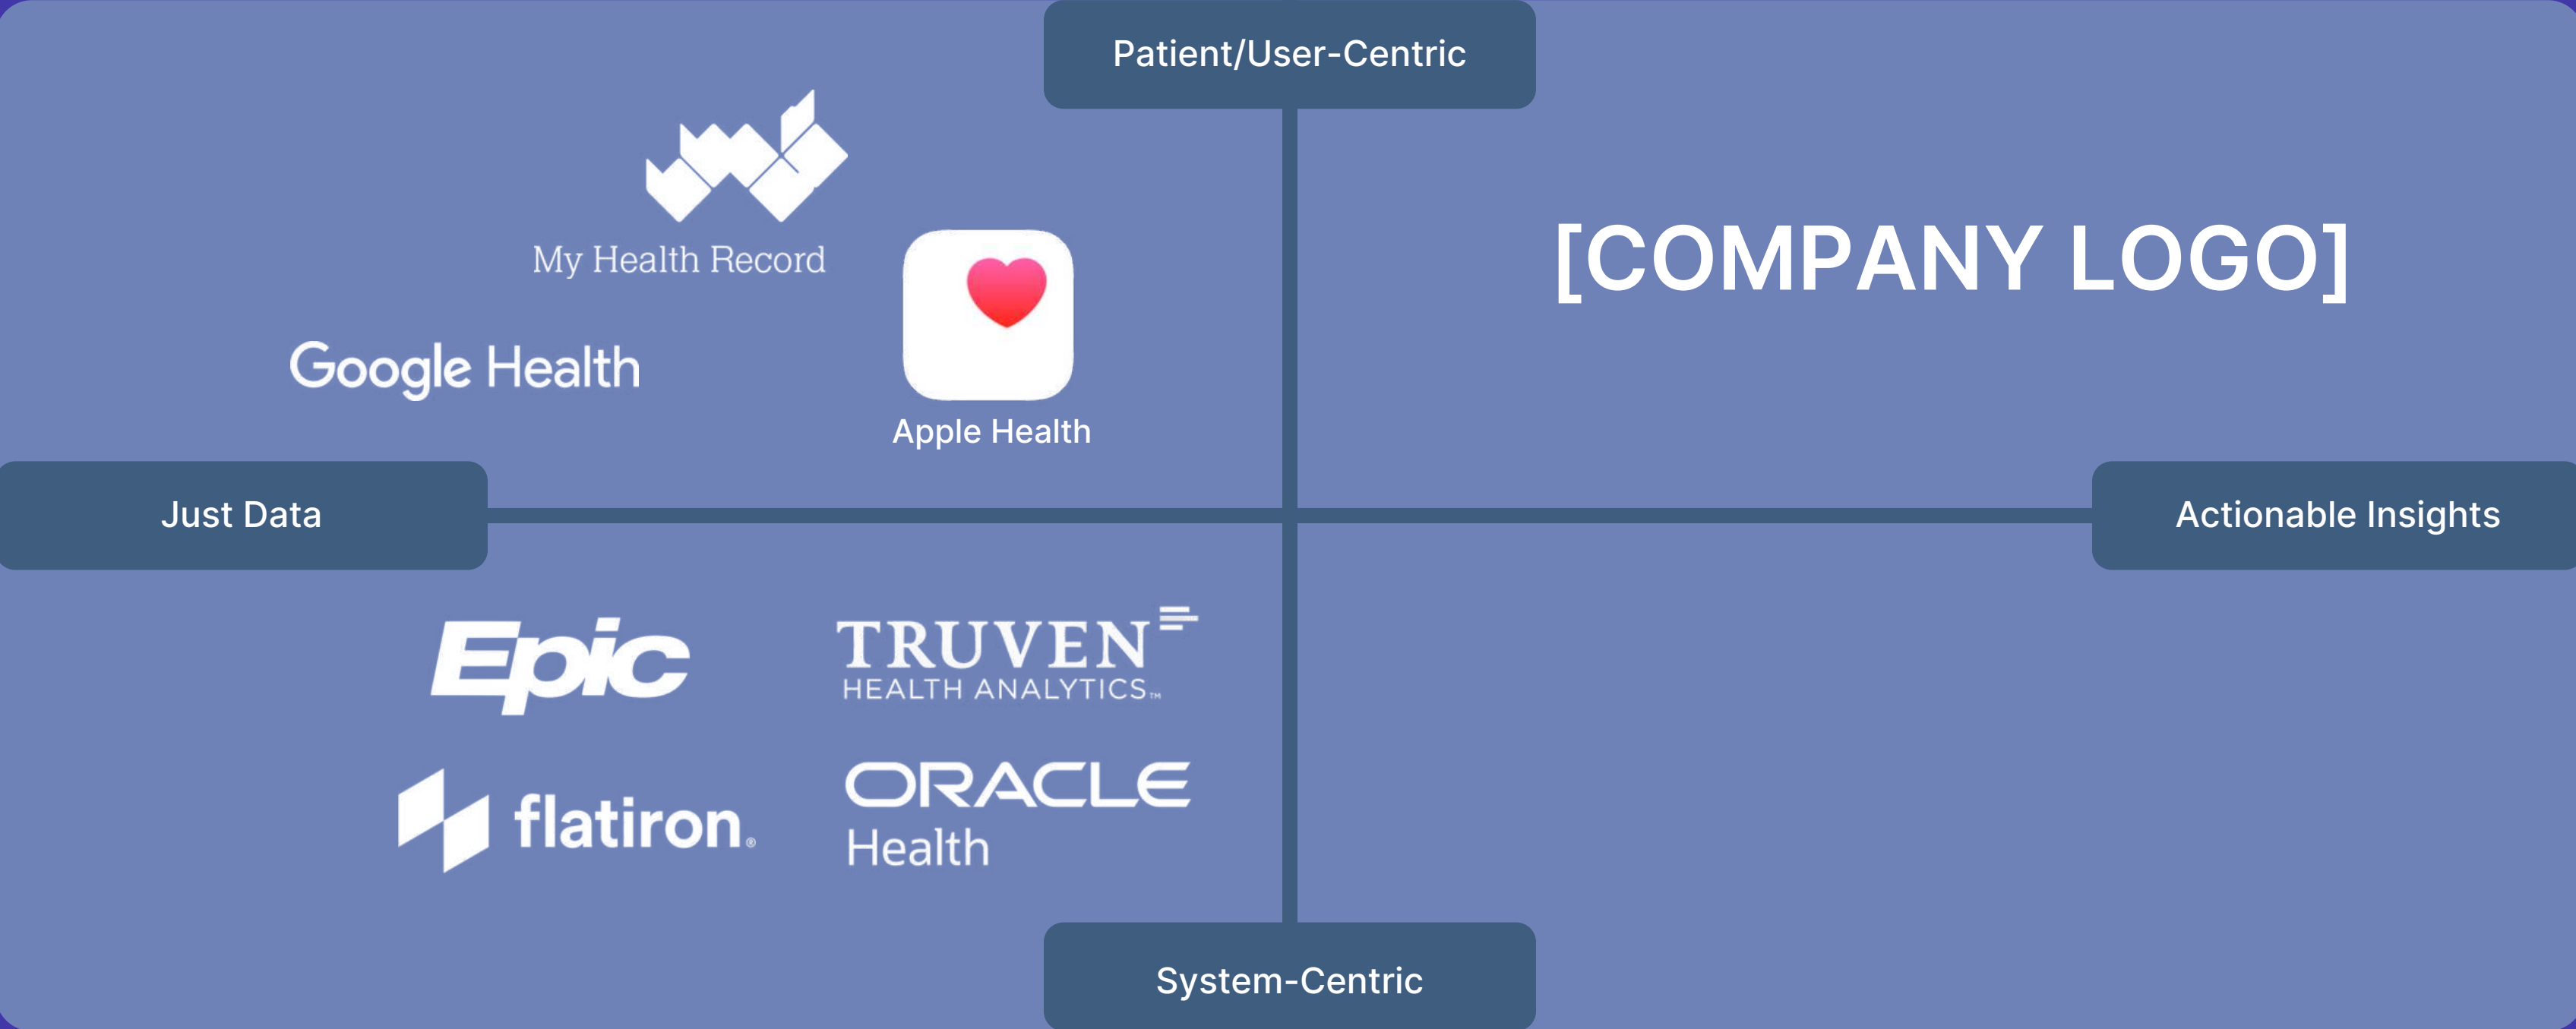 Patient/User-Centric
My Health Record
[COMPANY LOGO]
Google Health
Apple Health
Just Data
Actionable Insights
Epic
TRUVEN
HEALTH ANALYTICS™
flatiron®
ORACLE
Health
System-Centric